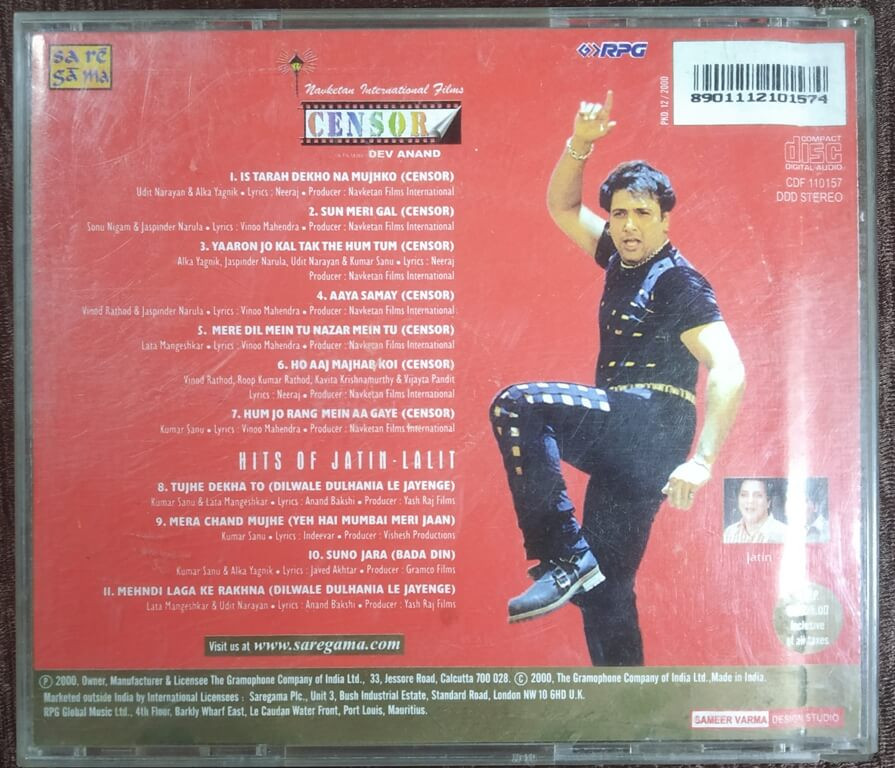 sa rē
gā ma
Navketan International Films
CENSOR
DEV ANAND
RPG
PKD. 12 / 2000
8901112101574
COMPACT
disc
DIGITAL AUDIO
CDF 110157
DDD STEREO
1. IS TARAH DEKHO NA MUJHKO (CENSOR)
Udit Narayan & Alka Yagnik • Lyrics : Neeraj • Producer : Navketan Films International
2. SUN MERI GAL (CENSOR)
Sonu Nigam & Jaspinder Narula • Lyrics : Vinoo Mahendra • Producer : Navketan Films International
3. YAARON JO KAL TAK THE HUM TUM (CENSOR)
Alka Yagnik, Jaspinder Narula, Udit Narayan & Kumar Sanu • Lyrics : Neeraj
Producer : Navketan Films International
4. AAYA SAMAY (CENSOR)
Vinod Rathod & Jaspinder Narula • Lyrics : Vinoo Mahendra • Producer : Navketan Films International
5. MERE DIL MEIN TU NAZAR MEIN TU (CENSOR)
Lata Mangeshkar • Lyrics : Vinoo Mahendra • Producer : Navketan Films International
6. HO AAJ MAJHAB KOI (CENSOR)
Vinod Rathod, Roop Kumar Rathod, Kavita Krishnamurthy & Vijayta Pandit
Lyrics : Neeraj • Producer : Navketan Films International
7. HUM JO RANG MEIN AA GAYE (CENSOR)
Kumar Sanu • Lyrics : Vinoo Mahendra • Producer : Navketan Films International
HITS OF JATIN-LALIT
8. TUJHE DEKHA TO (DILWALE DULHANIA LE JAYENGE)
Kumar Sanu & Lata Mangeshkar • Lyrics : Anand Bakshi • Producer : Yash Raj Films
9. MERA CHAND MUJHE (YEH HAI MUMBAI MERI JAAN)
Kumar Sanu • Lyrics : Indeevar • Producer : Vishesh Productions
10. SUNO JARA (BADA DIN)
Kumar Sanu & Alka Yagnik • Lyrics : Javed Akhtar • Producer : Gramco Films
11. MEHNDI LAGA KE RAKHNA (DILWALE DULHANIA LE JAYENGE)
Lata Mangeshkar & Udit Narayan • Lyrics : Anand Bakshi • Producer : Yash Raj Films
Jatin
Inclusive
of all taxes
Visit us at www.saregama.com
Ⓟ 2000, Owner, Manufacturer & Licensee The Gramophone Company of India Ltd., 33, Jessore Road, Calcutta 700 028. © 2000, The Gramophone Company of India Ltd.,Made in India.
Marketed outside India by International Licensees : Saregama Plc., Unit 3, Bush Industrial Estate, Standard Road, London NW 10 6HD U.K.
RPG Global Music Ltd., 4th Floor, Barkly Wharf East, Le Caudan Water Front, Port Louis, Mauritius.
SAMEER VARMA DESIGN STUDIO